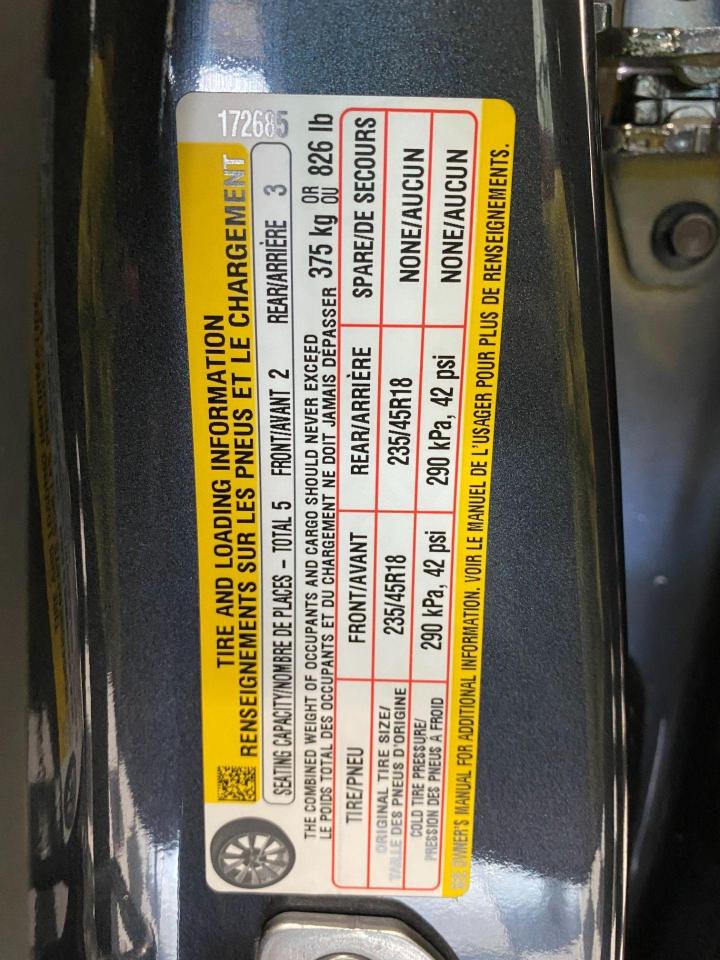 172685
TIRE AND LOADING INFORMATION
RENSEIGNEMENTS SUR LES PNEUS ET LE CHARGEMENT
SEATING CAPACITY/NOMBRE DE PLACES – TOTAL 5 FRONT/AVANT 2 REAR/ARRIÈRE 3
THE COMBINED WEIGHT OF OCCUPANTS AND CARGO SHOULD NEVER EXCEED
LE POIDS TOTAL DES OCCUPANTS ET DU CHARGEMENT NE DOIT JAMAIS DÉPASSER 375 kg OR OU 826 lb
TIRE/PNEU FRONT/AVANT REAR/ARRIÈRE SPARE/DE SECOURS
ORIGINAL TIRE SIZE/
TAILLE DES PNEUS D'ORIGINE 235/45R18 235/45R18 NONE/AUCUN
COLD TIRE PRESSURE/
PRESSION DES PNEUS À FROID 290 kPa, 42 psi 290 kPa, 42 psi NONE/AUCUN
SEE OWNER'S MANUAL FOR ADDITIONAL INFORMATION. VOIR LE MANUEL DE L'USAGER POUR PLUS DE RENSEIGNEMENTS.